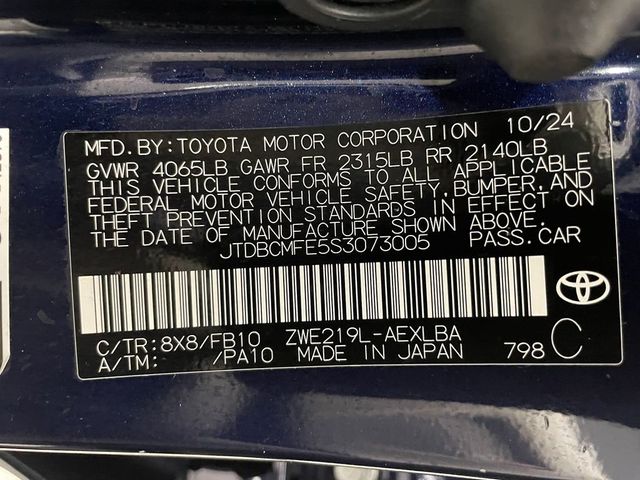 MFD.BY:TOYOTA MOTOR CORPORATION 10/24
GVWR 4065LB GAWR FR 2315LB RR 2140LB
THIS VEHICLE CONFORMS TO ALL APPLICABLE
FEDERAL MOTOR VEHICLE SAFETY,BUMPER,AND
THEFT PREVENTION STANDARDS IN EFFECT ON
THE DATE OF MANUFACTURE SHOWN ABOVE.
JTDBCMFE5S3073005 PASS.CAR
C/TR:8X8/FB10 ZWE219L-AEXLBA
A/TM: /PA10 MADE IN JAPAN 798 C